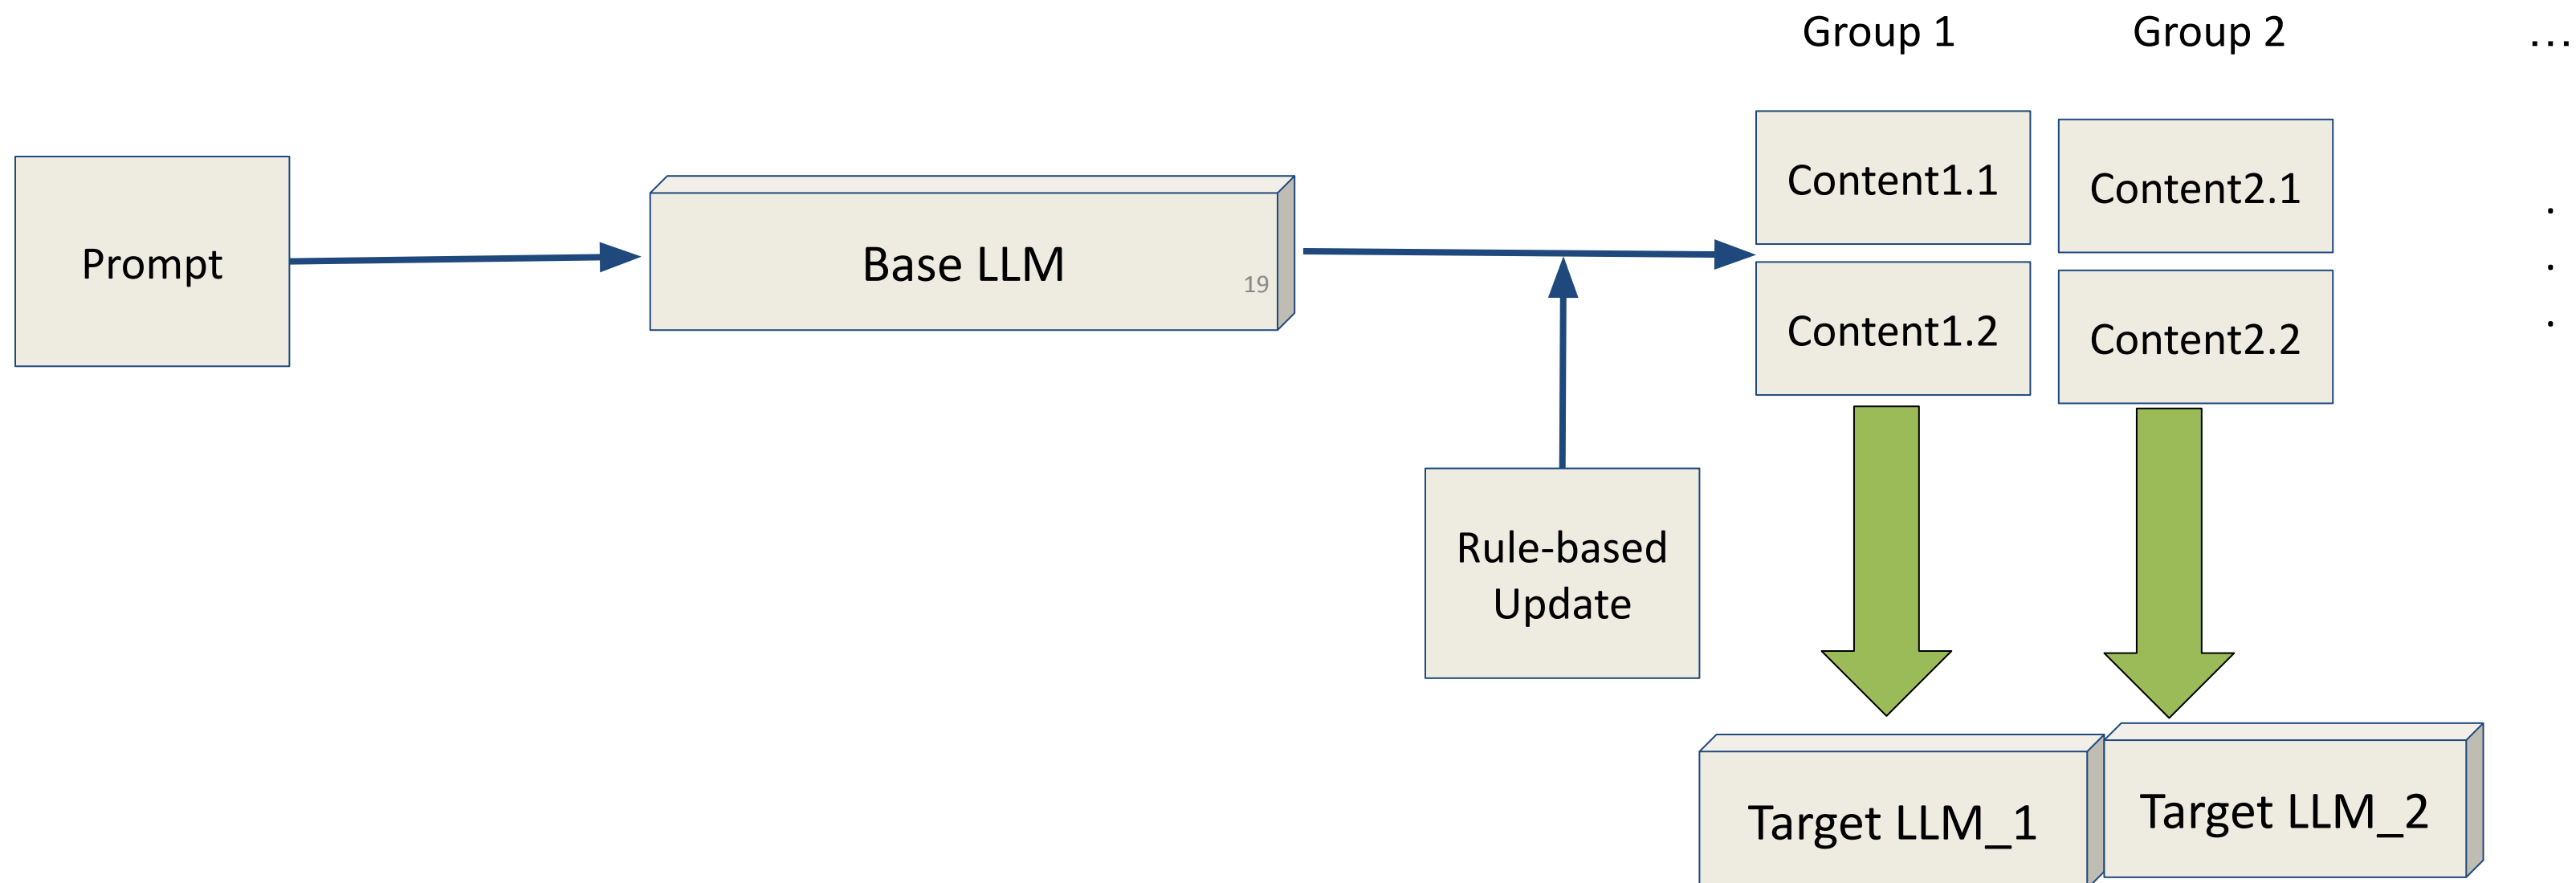 Group 1
Group 2
...
Prompt
Base LLM
19
Content1.1
Content2.1
.
.
.
Content1.2
Content2.2
Rule-based
Update
Target LLM_1
Target LLM_2